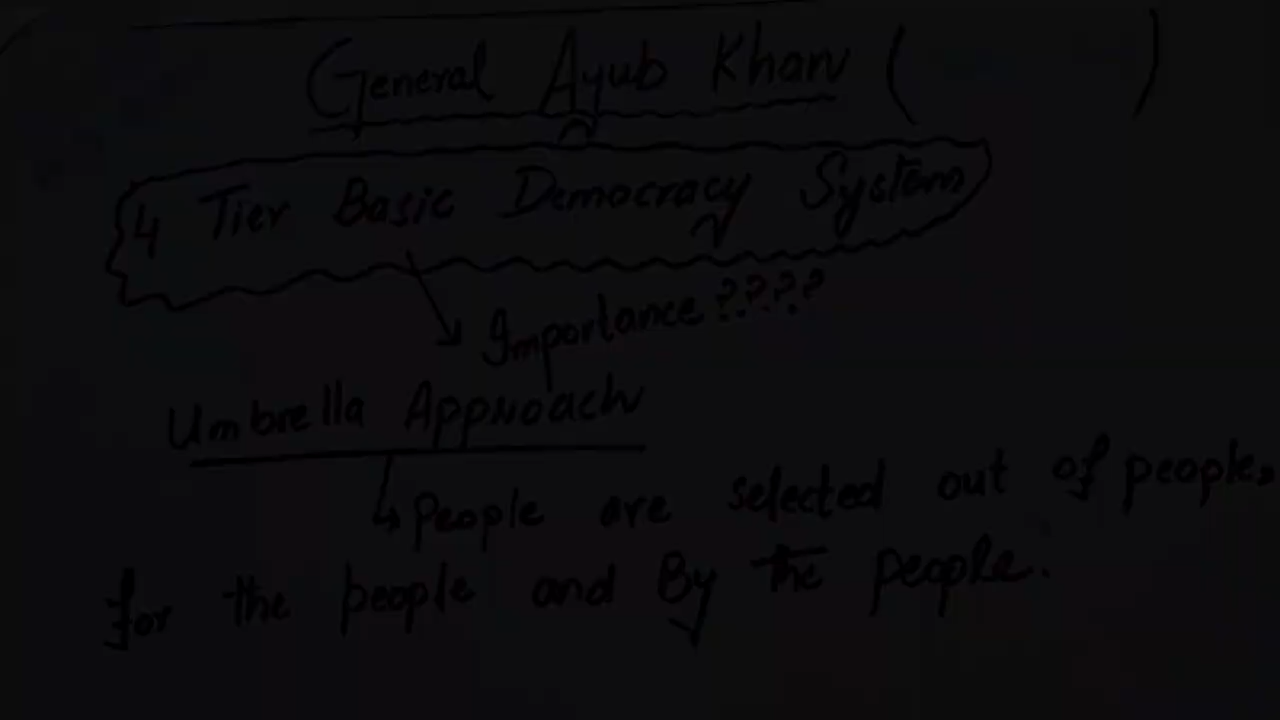 General Ayub Khan ( )
4 Tier Basic Democracy System
Importance ????
Umbrella Approach
People are selected out of people,
for the people and By the people.